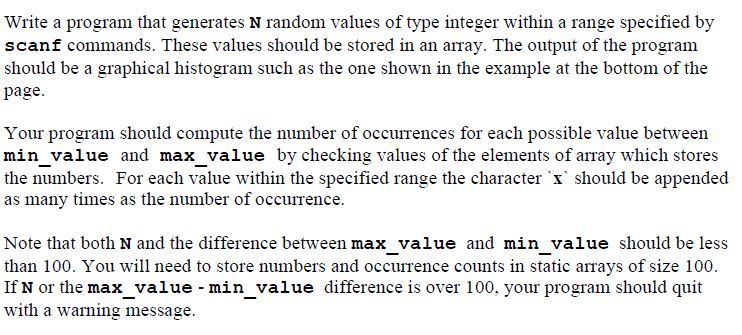 Write a program that generates N random values of type integer within a range specified by
scanf commands. These values should be stored in an array. The output of the program
should be a graphical histogram such as the one shown in the example at the bottom of the
page.
Your program should compute the number of occurrences for each possible value between
min_value and max_value by checking values of the elements of array which stores
the numbers. For each value within the specified range the character `x` should be appended
as many times as the number of occurrence.
Note that both N and the difference between max_value and min_value should be less
than 100. You will need to store numbers and occurrence counts in static arrays of size 100.
If N or the max_value - min_value difference is over 100, your program should quit
with a warning message.